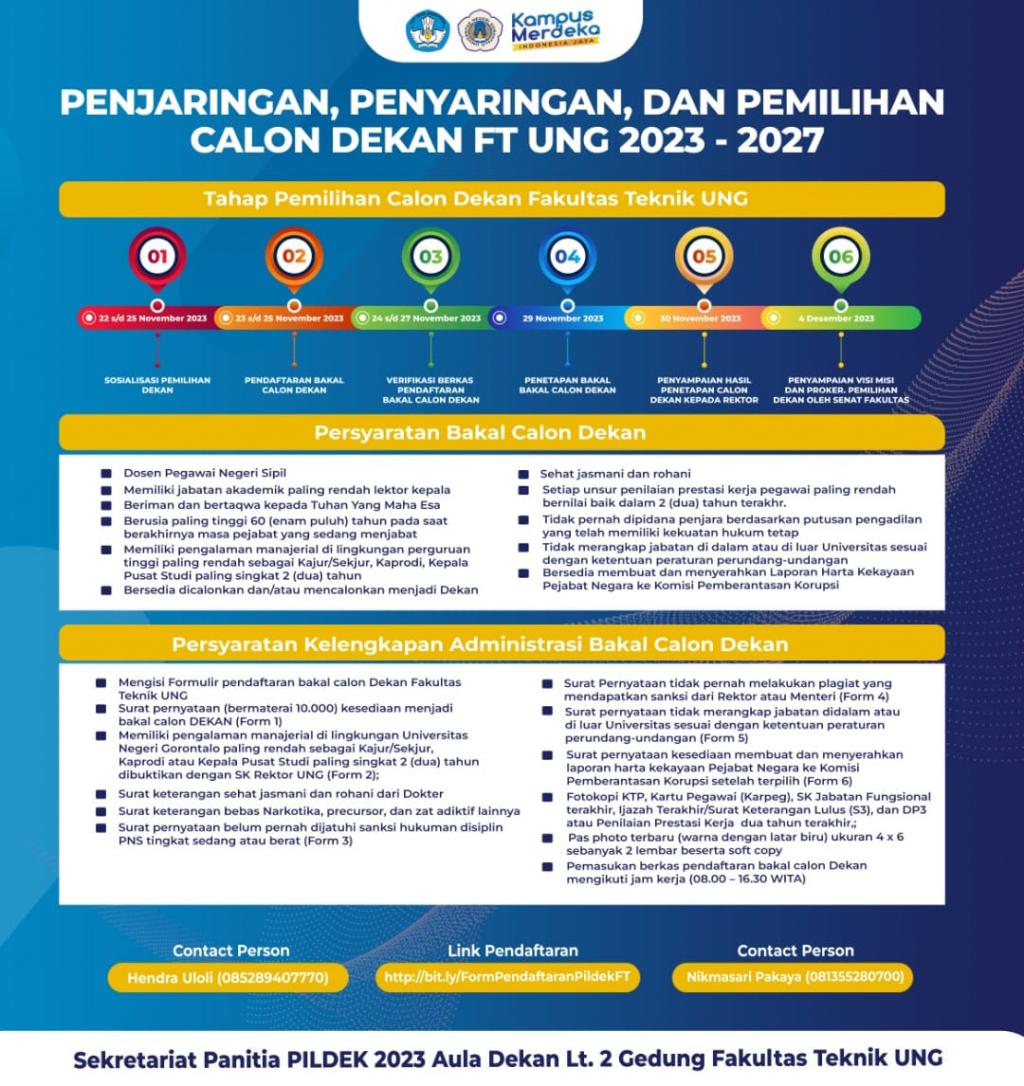 Kampus
Merdeka
INDONESIA JAYA
PENJARINGAN, PENYARINGAN, DAN PEMILIHAN
CALON DEKAN FT UNG 2023 - 2027
Tahap Pemilihan Calon Dekan Fakultas Teknik UNG
01
02
03
04
05
06
22 s/d 25 November 2023
23 s/d 25 November 2023
24 s/d 27 November 2023
29 November 2023
30 November 2023
4 Desember 2023
SOSIALISASI PEMILIHAN
DEKAN
PENDAFTARAN BAKAL
CALON DEKAN
VERIFIKASI BERKAS
PENDAFTARAN
BAKAL CALON DEKAN
PENETAPAN BAKAL
BAKAL CALON DEKAN
PENYAMPAIAN HASIL
PENETAPAN CALON
DEKAN KEPADA REKTOR
PENYAMPAIAN VISI MISI
DAN PROKER. PEMILIHAN
DEKAN OLEH SENAT FAKULTAS
Persyaratan Bakal Calon Dekan
Dosen Pegawai Negeri Sipil
Memiliki jabatan akademik paling rendah lektor kepala
Beriman dan bertaqwa kepada Tuhan Yang Maha Esa
Berusia paling tinggi 60 (enam puluh) tahun pada saat
berakhirnya masa pejabat yang sedang menjabat
Memiliki pengalaman manajerial di lingkungan perguruan
tinggi paling rendah sebagai Kajur/Sekjur, Kaprodi, Kepala
Pusat Studi paling singkat 2 (dua) tahun
Bersedia dicalonkan dan/atau mencalonkan menjadi Dekan
Sehat jasmani dan rohani
Setiap unsur penilaian prestasi kerja pegawai paling rendah
bernilai baik dalam 2 (dua) tahun terakhr.
Tidak pernah dipidana penjara berdasarkan putusan pengadilan
yang telah memiliki kekuatan hukum tetap
Tidak merangkap jabatan di dalam atau di luar Universitas sesuai
dengan ketentuan peraturan perundang-undangan
Bersedia membuat dan menyerahkan Laporan Harta Kekayaan
Pejabat Negara ke Komisi Pemberantasan Korupsi
Persyaratan Kelengkapan Administrasi Bakal Calon Dekan
Mengisi Formulir pendaftaran bakal calon Dekan Fakultas
Teknik UNG
Surat pernyataan (bermaterai 10.000) kesediaan menjadi
bakal calon DEKAN (Form 1)
Memiliki pengalaman manajerial di lingkungan Universitas
Negeri Gorontalo paling rendah sebagai Kajur/Sekjur,
Kaprodi atau Kepala Pusat Studi paling singkat 2 (dua) tahun
dibuktikan dengan SK Rektor UNG (Form 2);
Surat keterangan sehat jasmani dan rohani dari Dokter
Surat keterangan bebas Narkotika, precursor, dan zat adiktif lainnya
Surat pernyataan belum pernah dijatuhi sanksi hukuman disiplin
PNS tingkat sedang atau berat (Form 3)
Surat Pernyataan tidak pernah melakukan plagiat yang
mendapatkan sanksi dari Rektor atau Menteri (Form 4)
Surat pernyataan tidak merangkap jabatan didalam atau
di luar Universitas sesuai dengan ketentuan peraturan
perundang-undangan (Form 5)
Surat pernyataan kesediaan membuat dan menyerahkan
laporan harta kekayaan Pejabat Negara ke Komisi
Pemberantasan Korupsi setelah terpilih (Form 6)
Fotokopi KTP, Kartu Pegawai (Karpeg), SK Jabatan Fungsional
terakhir, Ijazah Terakhir/Surat Keterangan Lulus (S3), dan DP3
atau Penilaian Prestasi Kerja dua tahun terakhir,;
Pas photo terbaru (warna dengan latar biru) ukuran 4 x 6
sebanyak 2 lembar beserta soft copy
Pemasukan berkas pendaftaran bakal calon Dekan
mengikuti jam kerja (08.00 – 16.30 WITA)
Contact Person
Hendra Uloli (085289407770)
Link Pendaftaran
http://bit.ly/FormPendaftaranPildekFT
Contact Person
Nikmasari Pakaya (081355280700)
Sekretariat Panitia PILDEK 2023 Aula Dekan Lt. 2 Gedung Fakultas Teknik UNG